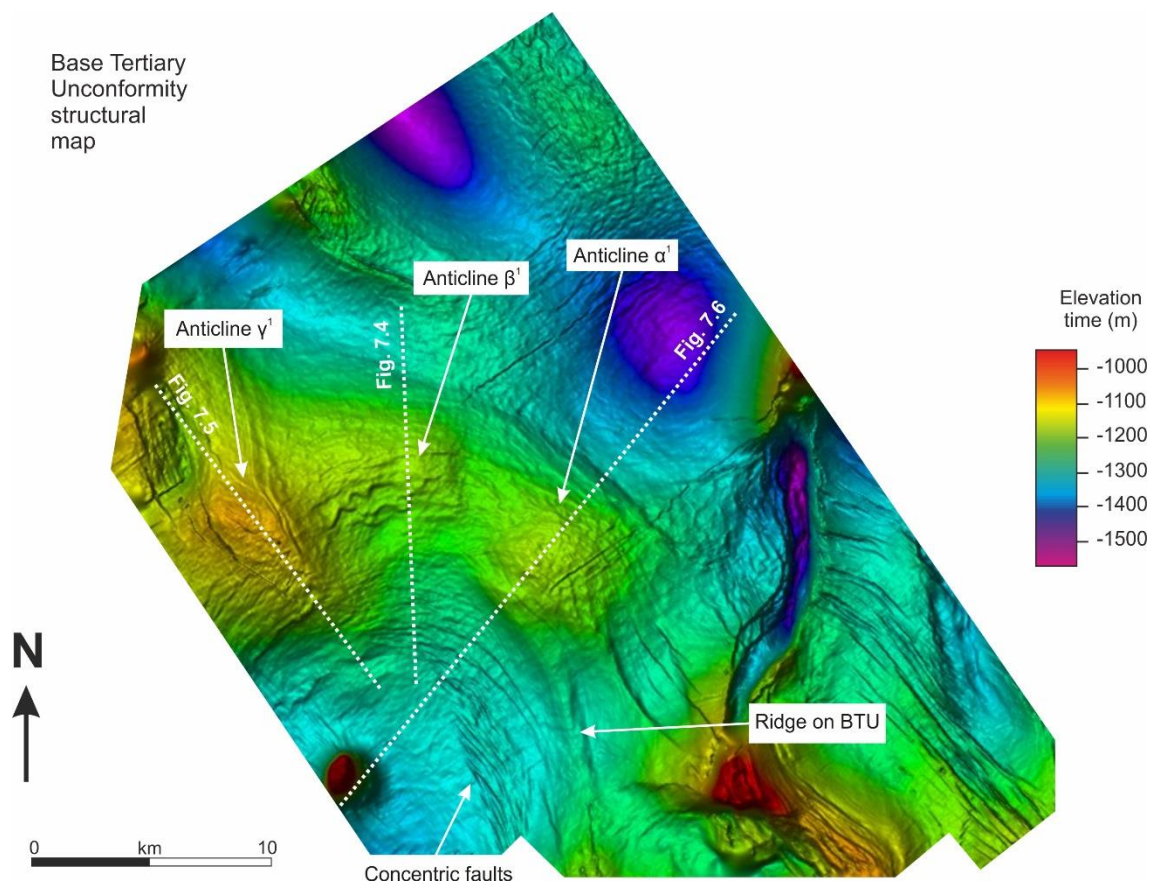 Base Tertiary
Unconformity
structural
map
Anticline α¹
Anticline β¹
Anticline γ¹
Fig. 7.4
Fig. 7.5
Fig. 7.6
Elevation
time (m)
-1000
-1100
-1200
-1300
-1400
-1500
N
Ridge on BTU
0 km 10
Concentric faults